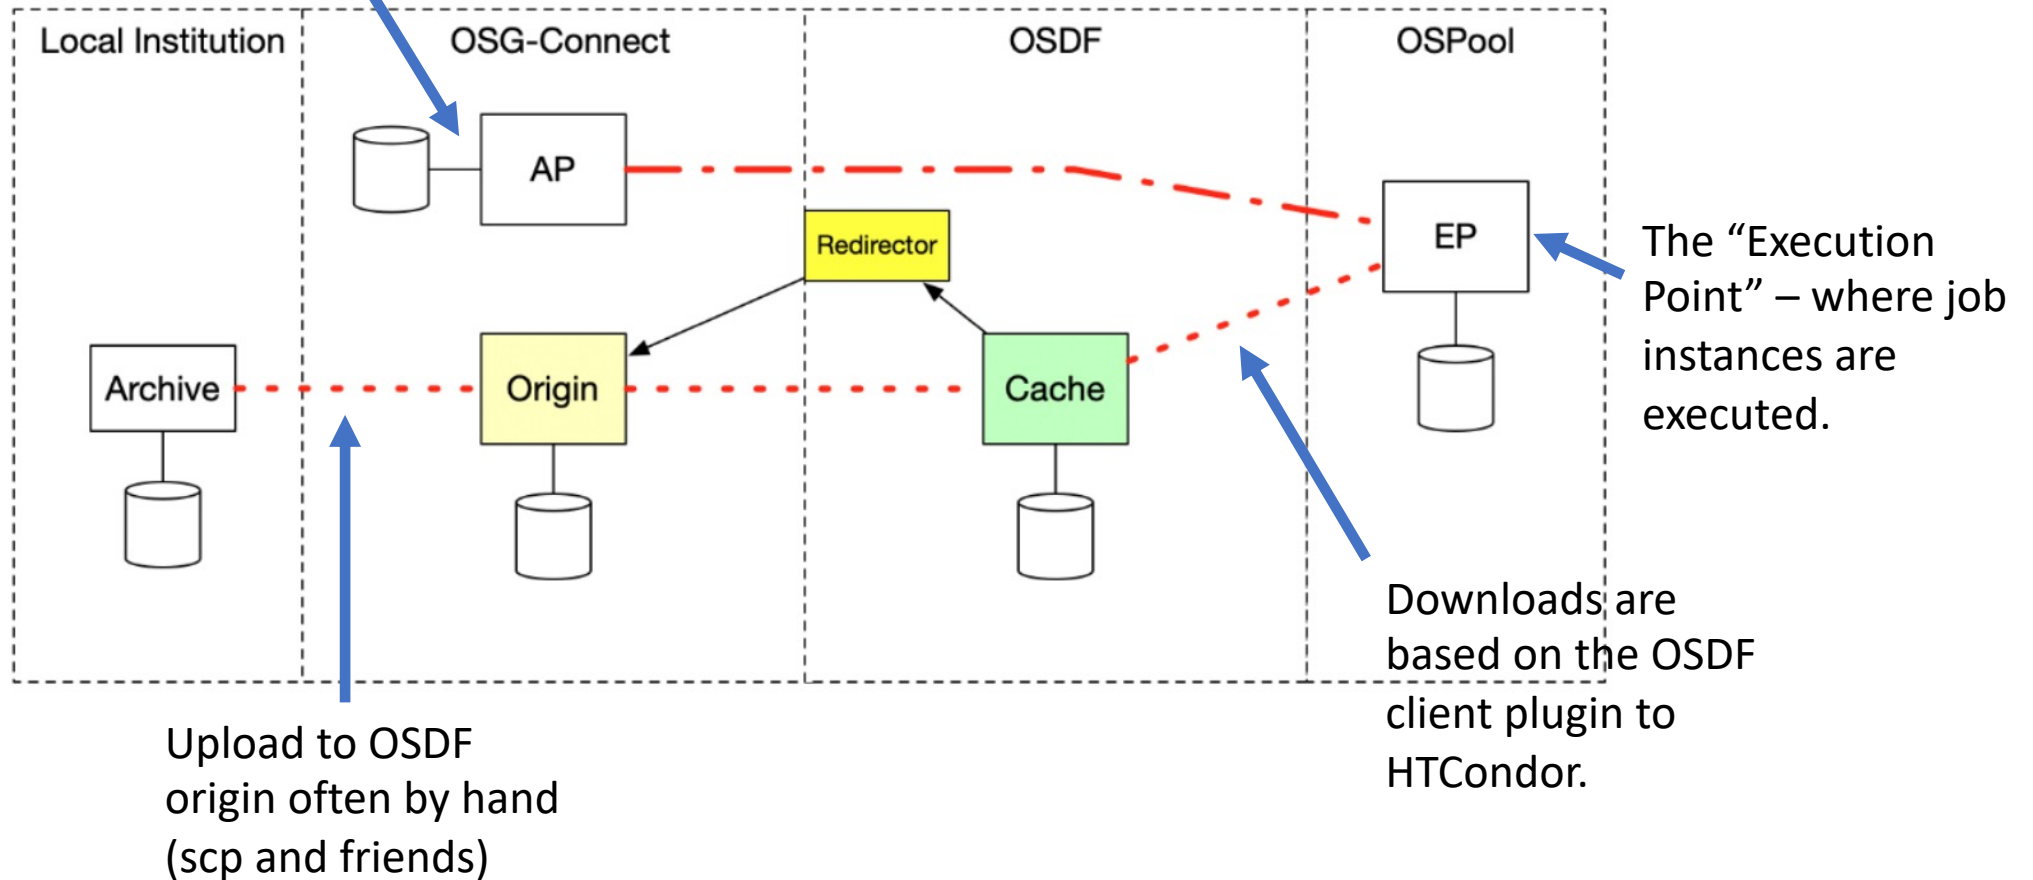 Local Institution
OSG-Connect
OSDF
OSPool
AP
Redirector
EP
Archive
Origin
Cache
The “Execution
Point” – where job
instances are
executed.
Downloads are
based on the OSDF
client plugin to
HTCondor.
Upload to OSDF
origin often by hand
(scp and friends)